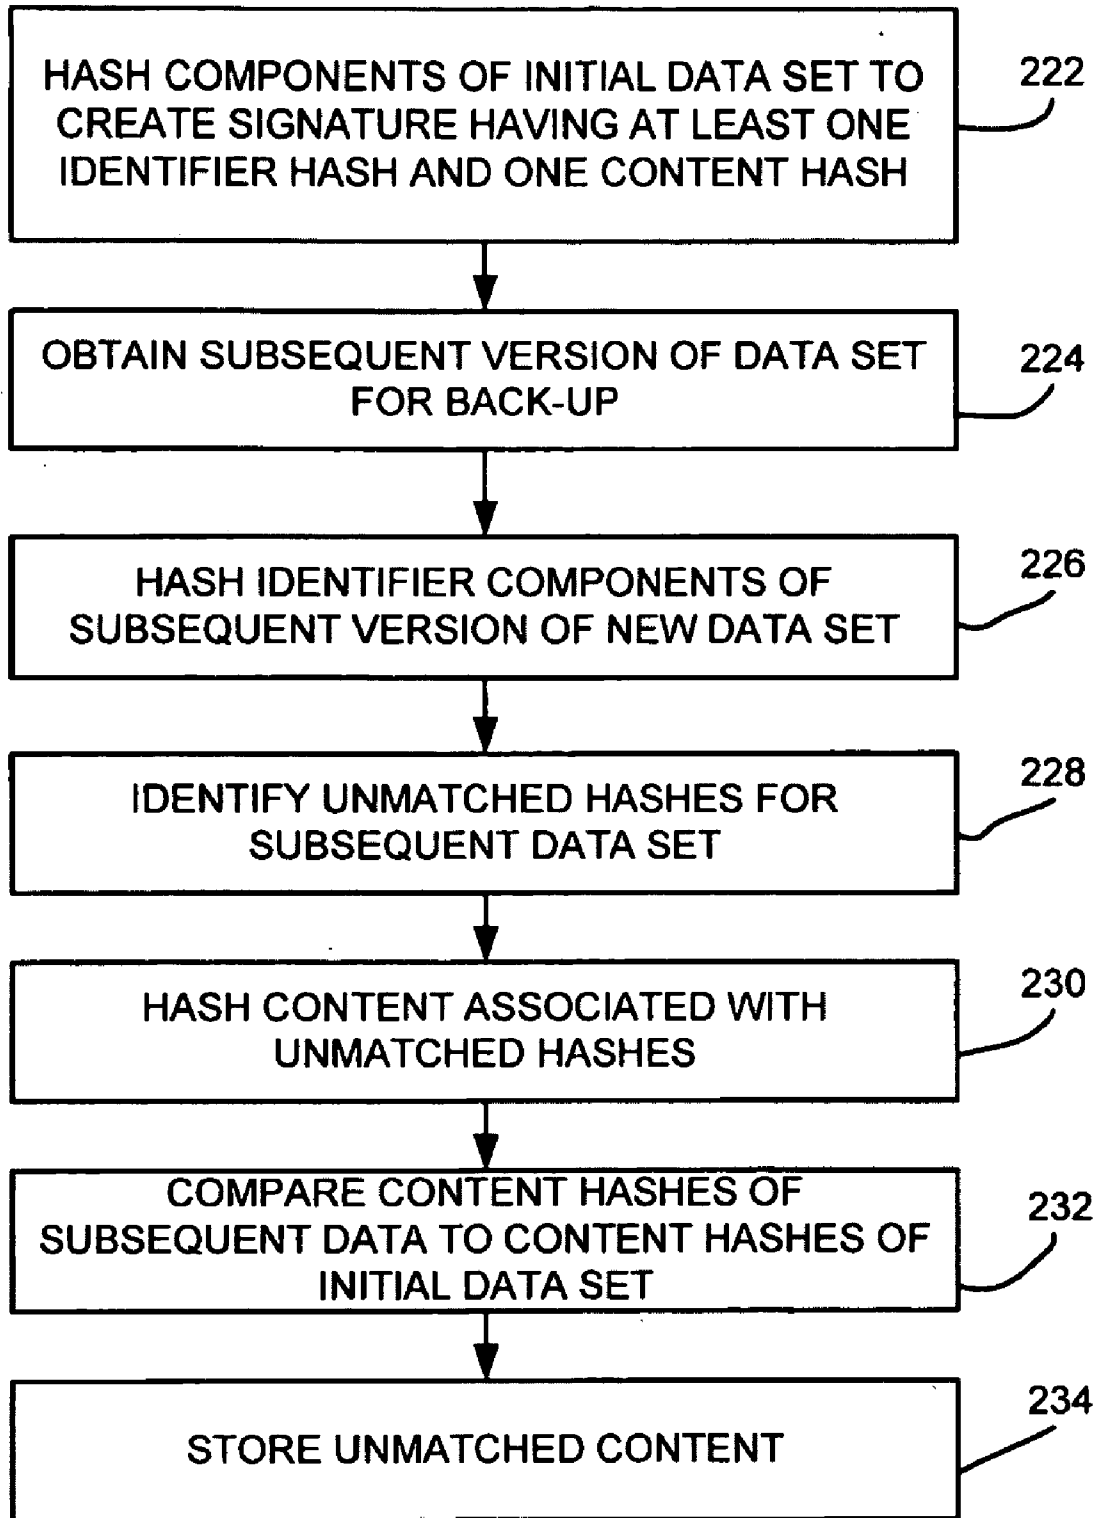 HASH COMPONENTS OF INITIAL DATA SET TO
CREATE SIGNATURE HAVING AT LEAST ONE
IDENTIFIER HASH AND ONE CONTENT HASH
222
OBTAIN SUBSEQUENT VERSION OF DATA SET
FOR BACK-UP
224
HASH IDENTIFIER COMPONENTS OF
SUBSEQUENT VERSION OF NEW DATA SET
226
IDENTIFY UNMATCHED HASHES FOR
SUBSEQUENT DATA SET
228
HASH CONTENT ASSOCIATED WITH
UNMATCHED HASHES
230
COMPARE CONTENT HASHES OF
SUBSEQUENT DATA TO CONTENT HASHES OF
INITIAL DATA SET
232
STORE UNMATCHED CONTENT
234